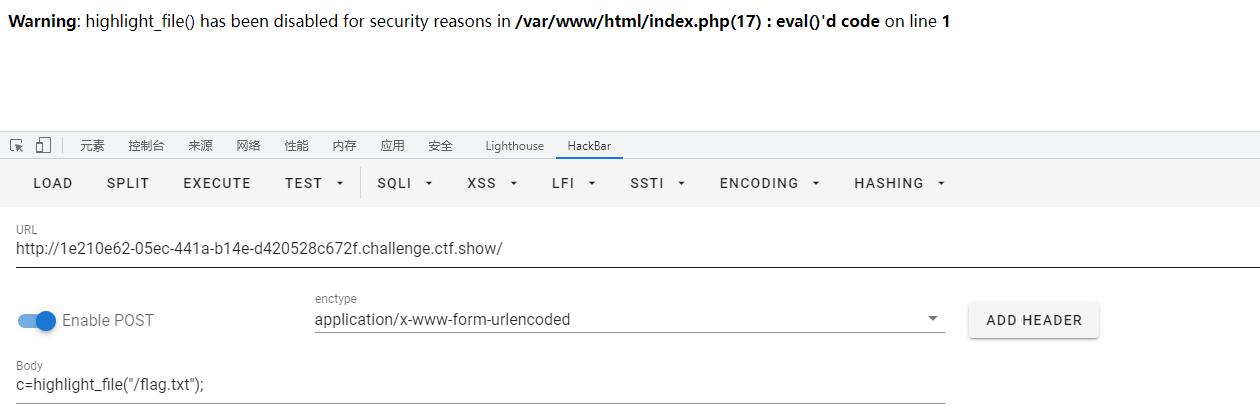 Warning: highlight_file() has been disabled for security reasons in /var/www/html/index.php(17) : eval()'d code on line 1
元素 控制台 来源 网络 性能 内存 应用 安全 Lighthouse HackBar
LOAD SPLIT EXECUTE TEST SQLI XSS LFI SSTI ENCODING HASHING
URL
http://1e210e62-05ec-441a-b14e-d420528c672f.challenge.ctf.show/
enctype
Enable POST application/x-www-form-urlencoded ADD HEADER
Body
c=highlight_file("/flag.txt");